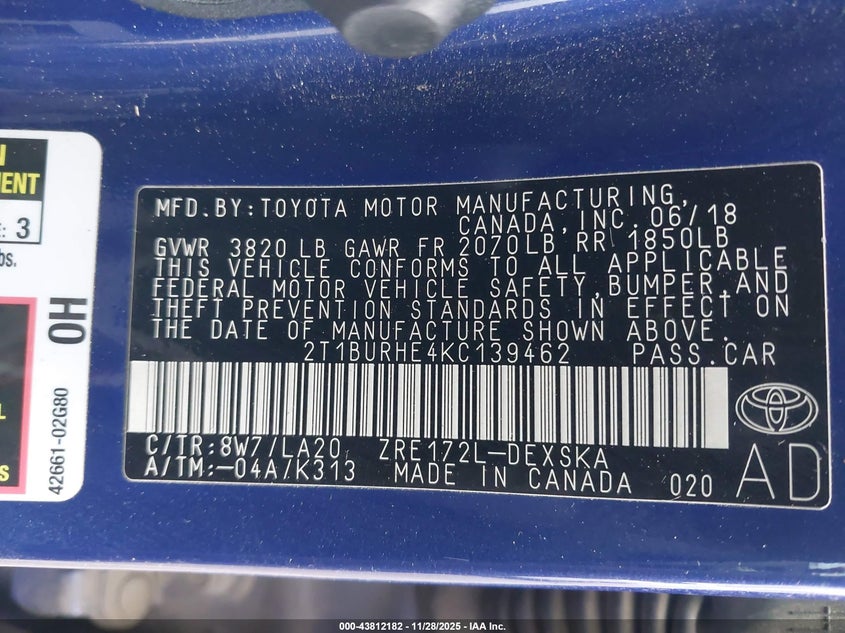 MFD.BY:TOYOTA MOTOR MANUFACTURING,
CANADA, INC. 06/18
GVWR 3820 LB GAWR FR 2070LB RR 1850LB
THIS VEHICLE CONFORMS TO ALL APPLICABLE
FEDERAL MOTOR VEHICLE SAFETY, BUMPER, AND
THEFT PREVENTION STANDARDS IN EFFECT ON
THE DATE OF MANUFACTURE SHOWN ABOVE.
2T1BURHE4KC139462 PASS.CAR
C/TR:8W7/LA20 ZRE172L-DEXSKA
A/TM:-04A/K313 MADE IN CANADA 020
AD
3
OH
42661-02G80
000-43812182 - 11/28/2025 - IAA Inc.